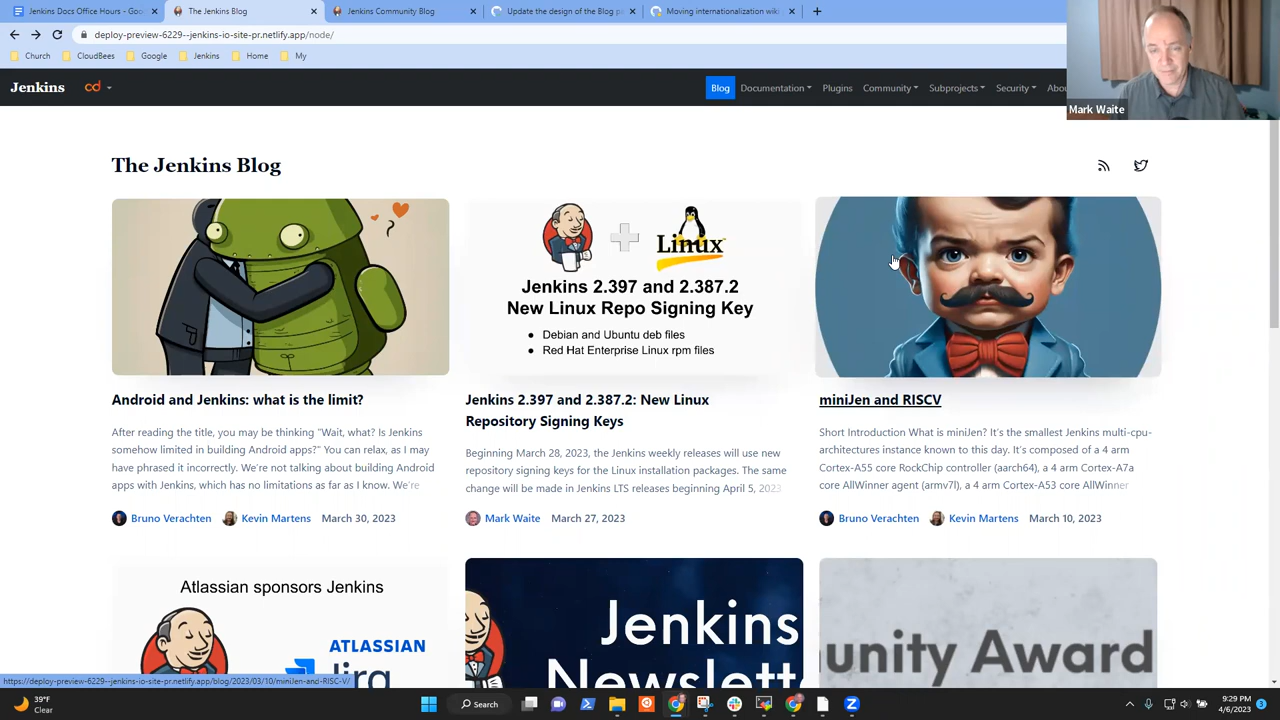 Jenkins Docs Office Hours - Goo
The Jenkins Blog
Jenkins Community Blog
Update the design of the Blog pe
Moving internationalization wiki
deploy-preview-6229--jenkins-io-site-pr.netlify.app/node/
Church
CloudBees
Google
Jenkins
Home
My
Mark Waite
Jenkins
cd
Blog
Documentation
Plugins
Community
Subprojects
Security
Abou
The Jenkins Blog
Linux
Jenkins 2.397 and 2.387.2
New Linux Repo Signing Key
• Debian and Ubuntu deb files
• Red Hat Enterprise Linux rpm files
Android and Jenkins: what is the limit?
After reading the title, you may be thinking "Wait, what? Is Jenkins
somehow limited in building Android apps?" You can relax, as I may
have phrased it incorrectly. We're not talking about building Android
apps with Jenkins, which has no limitations as far as I know. We're
Bruno Verachten
Kevin Martens
March 30, 2023
Jenkins 2.397 and 2.387.2: New Linux
Repository Signing Keys
Beginning March 28, 2023, the Jenkins weekly releases will use new
repository signing keys for the Linux installation packages. The same
change will be made in Jenkins LTS releases beginning April 5, 2023
Mark Waite
March 27, 2023
miniJen and RISCV
Short Introduction What is miniJen? It's the smallest Jenkins multi-cpu-
architectures instance known to this day. It's composed of a 4 arm
Cortex-A55 core RockChip controller (aarch64), a 4 arm Cortex-A7a
core AllWinner agent (armv7l), a 4 arm Cortex-A53 core AllWinner
Bruno Verachten
Kevin Martens
March 10, 2023
Atlassian sponsors Jenkins
ATLASSIAN
Jira
Jenkins
Newslett
unity Award
https://deploy-preview-6229--jenkins-io-site-pr.netlify.app/blog/2023/03/10/miniJen-and-RISC-V/
39°F
Clear
Search
9:29 PM
4/6/2023
3